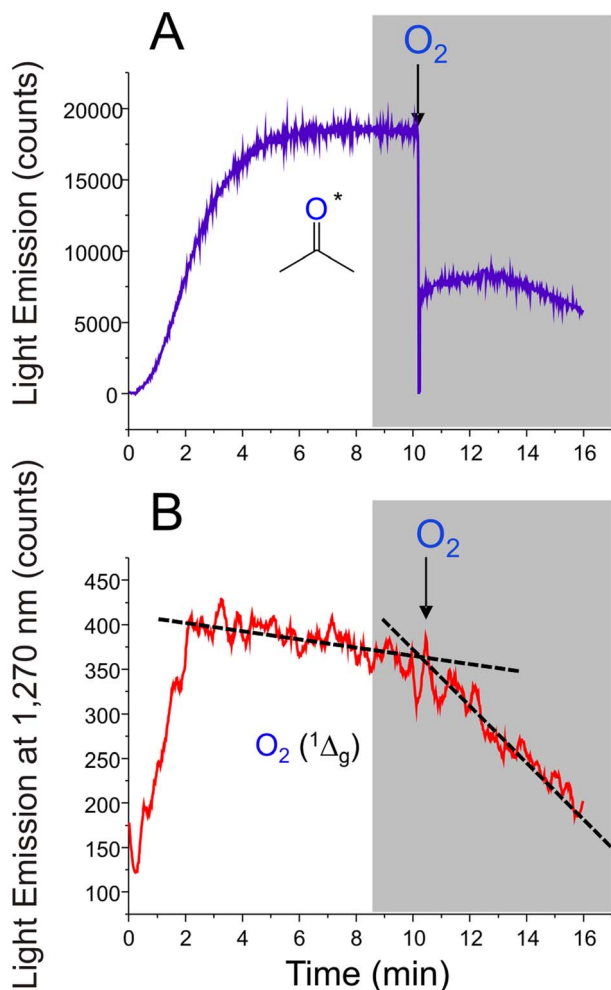 A
O₂
Light Emission (counts)
20000
15000
10000
5000
0
O*
0 2 4 6 8 10 12 14 16
B
O₂
Light Emission at 1,270 nm (counts)
450
400
350
300
250
200
150
100
O₂ (¹Δg)
0 2 4 6 8 10 12 14 16
Time (min)